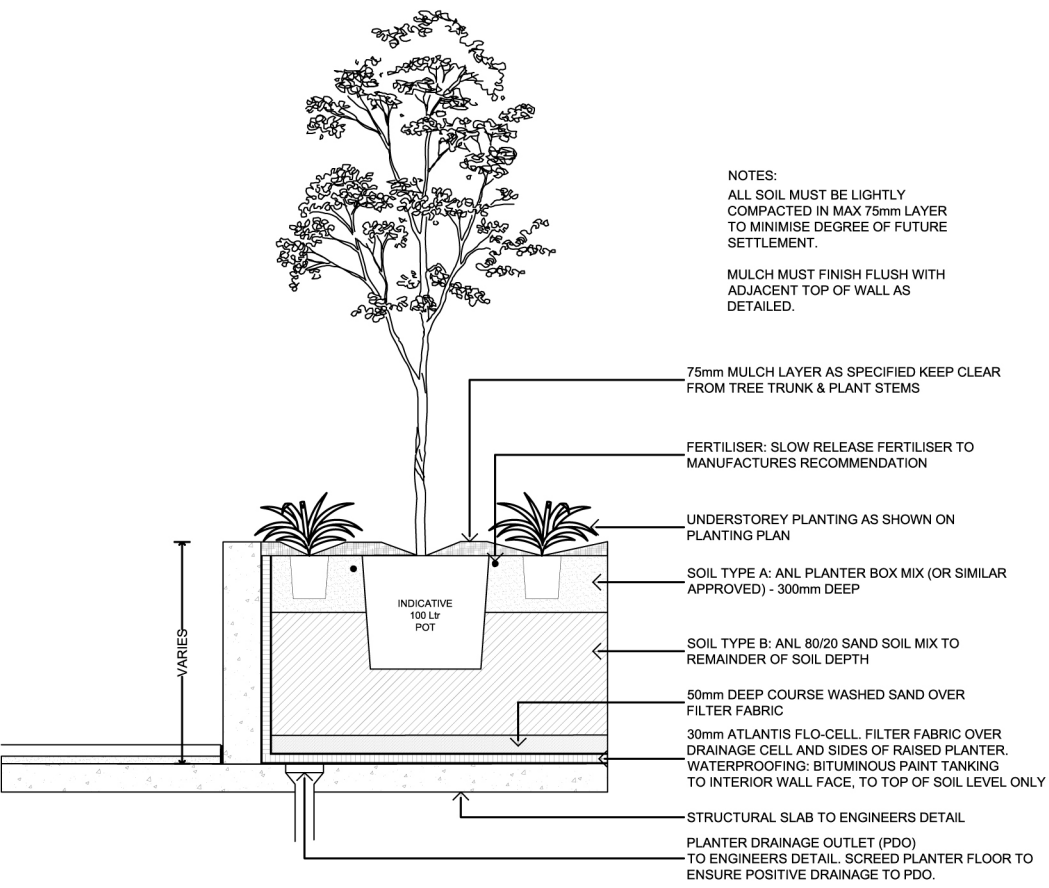 NOTES:
ALL SOIL MUST BE LIGHTLY
COMPACTED IN MAX 75mm LAYER
TO MINIMISE DEGREE OF FUTURE
SETTLEMENT.
MULCH MUST FINISH FLUSH WITH
ADJACENT TOP OF WALL AS
DETAILED.
75mm MULCH LAYER AS SPECIFIED KEEP CLEAR
FROM TREE TRUNK & PLANT STEMS
FERTILISER: SLOW RELEASE FERTILISER TO
MANUFACTURES RECOMMENDATION
UNDERSTOREY PLANTING AS SHOWN ON
PLANTING PLAN
SOIL TYPE A: ANL PLANTER BOX MIX (OR SIMILAR
APPROVED) - 300mm DEEP
INDICATIVE
100 Ltr
POT
VARIES
SOIL TYPE B: ANL 80/20 SAND SOIL MIX TO
REMAINDER OF SOIL DEPTH
50mm DEEP COURSE WASHED SAND OVER
FILTER FABRIC
30mm ATLANTIS FLO-CELL. FILTER FABRIC OVER
DRAINAGE CELL AND SIDES OF RAISED PLANTER.
WATERPROOFING: BITUMINOUS PAINT TANKING
TO INTERIOR WALL FACE, TO TOP OF SOIL LEVEL ONLY
STRUCTURAL SLAB TO ENGINEERS DETAIL
PLANTER DRAINAGE OUTLET (PDO)
TO ENGINEERS DETAIL. SCREED PLANTER FLOOR TO
ENSURE POSITIVE DRAINAGE TO PDO.